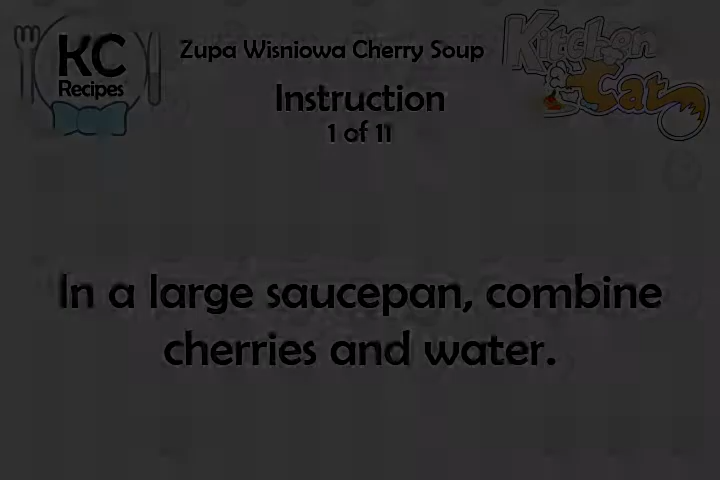 KC
Recipes
Zupa Wisniowa Cherry Soup
Kitchen
Cat
Instruction
1 of 11
In a large saucepan, combine
cherries and water.